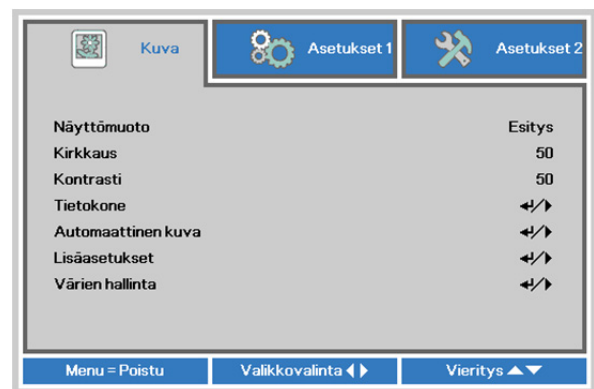 Kuva Asetukset 1 Asetukset 2
Näyttömuoto Esitys
Kirkkaus 50
Kontrasti 50
Tietokone ↵/▶
Automaattinen kuva ↵/▶
Lisäasetukset ↵/▶
Värien hallinta ↵/▶
Menu = Poistu Valikkovalinta ◀▶ Vieritys ▲▼